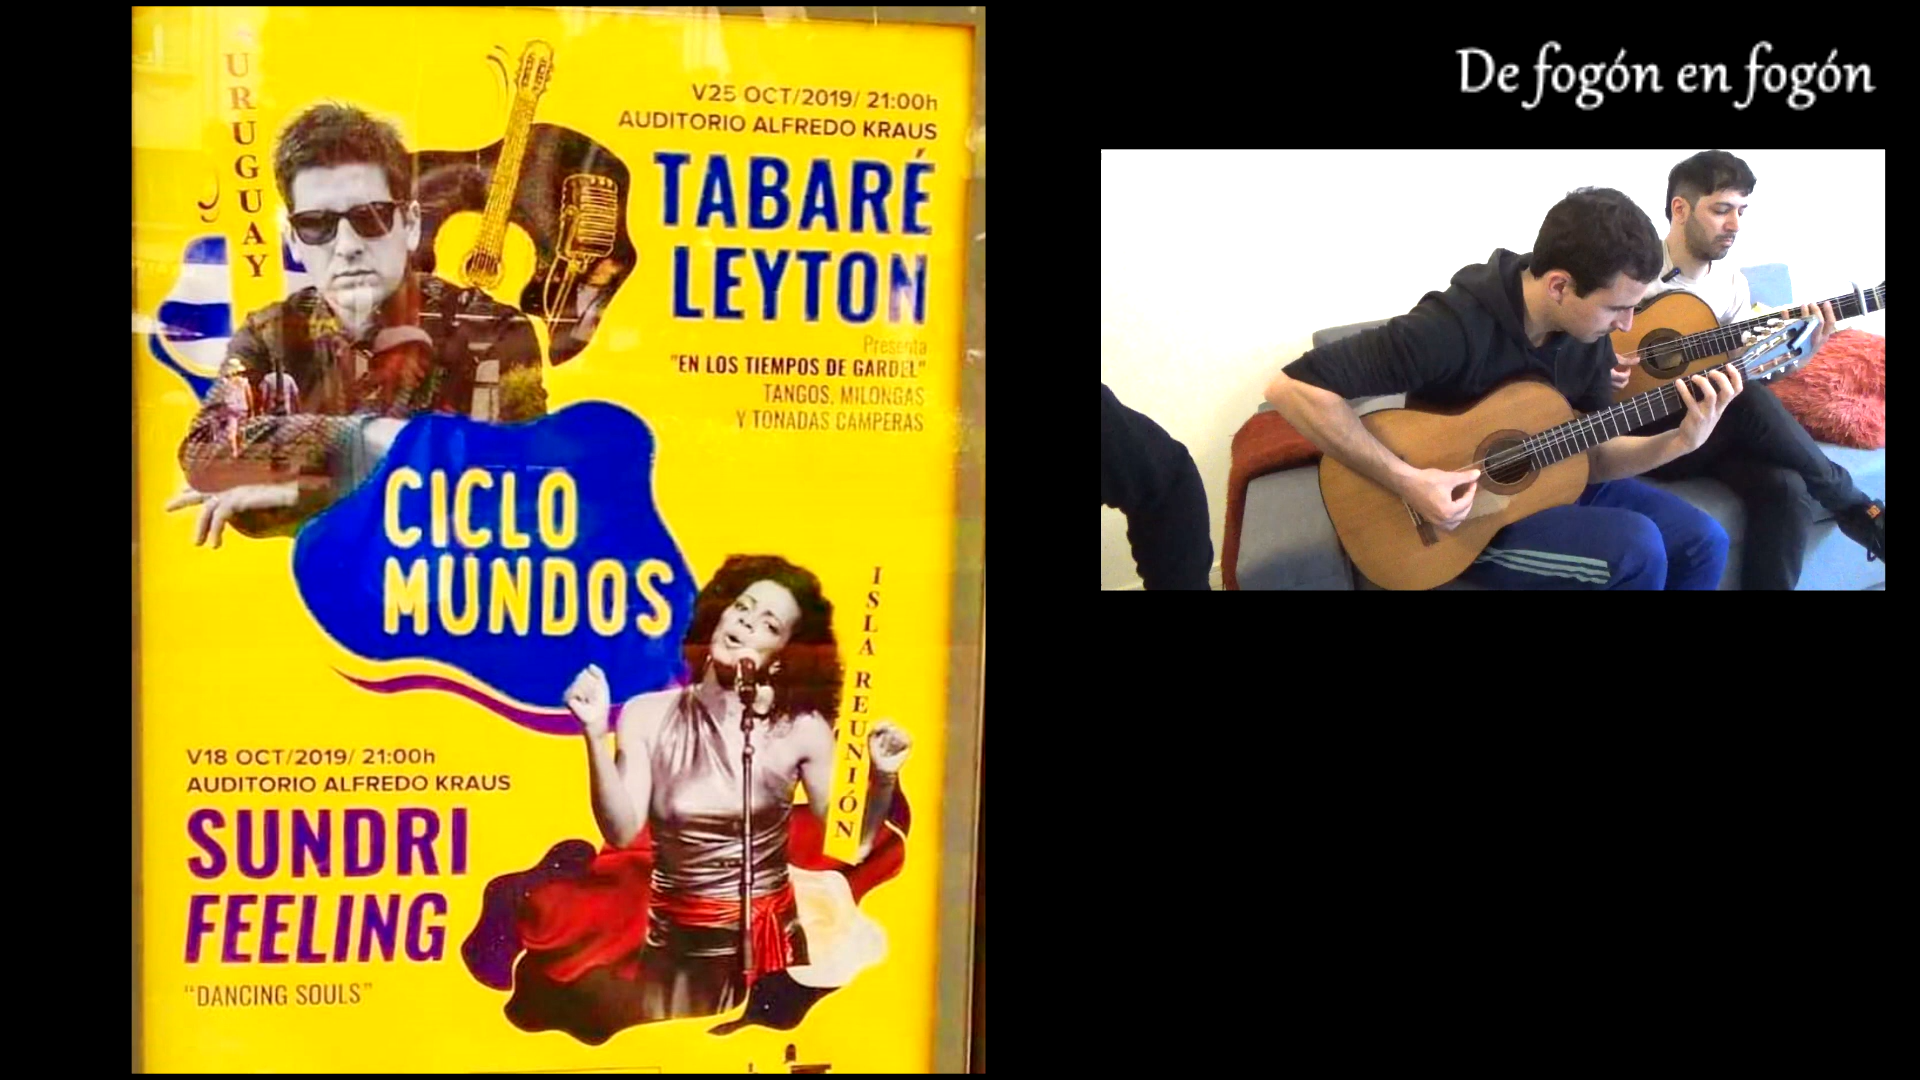 De fogón en fogón
URUGUAY
V25 OCT/2019/ 21:00h
AUDITORIO ALFREDO KRAUS
TABARÉ
LEYTON
Presenta
"EN LOS TIEMPOS DE GARDEL"
TANGOS, MILONGAS
Y TONADAS CAMPERAS
CICLO
MUNDOS
ISLA REUNIÓN
V18 OCT/2019/ 21:00h
AUDITORIO ALFREDO KRAUS
SUNDRI
FEELING
“DANCING SOULS”